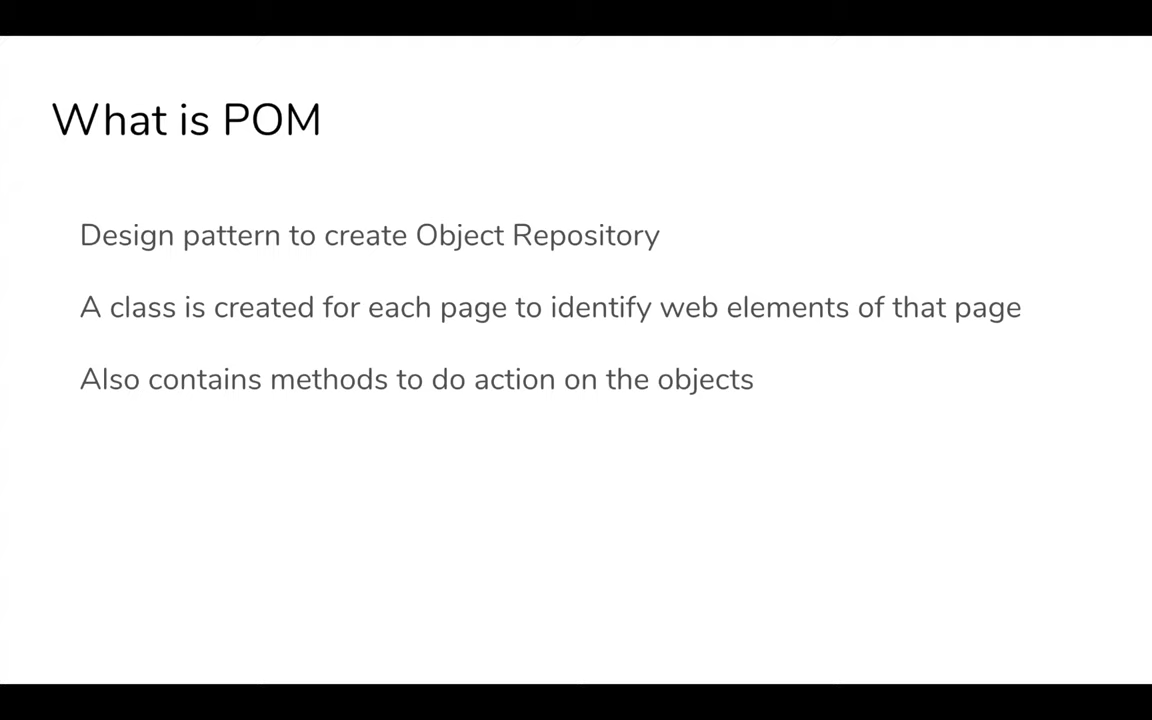 What is POM
Design pattern to create Object Repository
A class is created for each page to identify web elements of that page
Also contains methods to do action on the objects